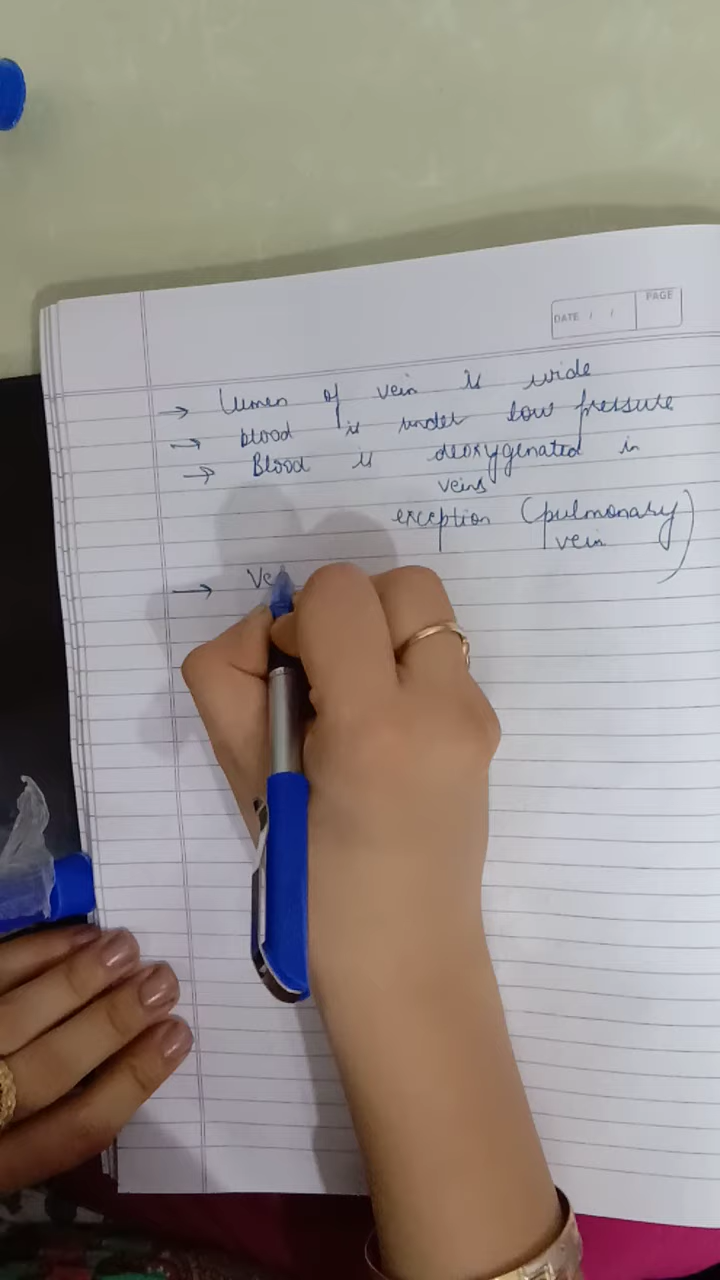 DATE / / PAGE
→ Lumen of vein is wide
→ blood is under low pressure
→ Blood is deoxygenated in
veins
exception (pulmonary
vein)
→ Ve